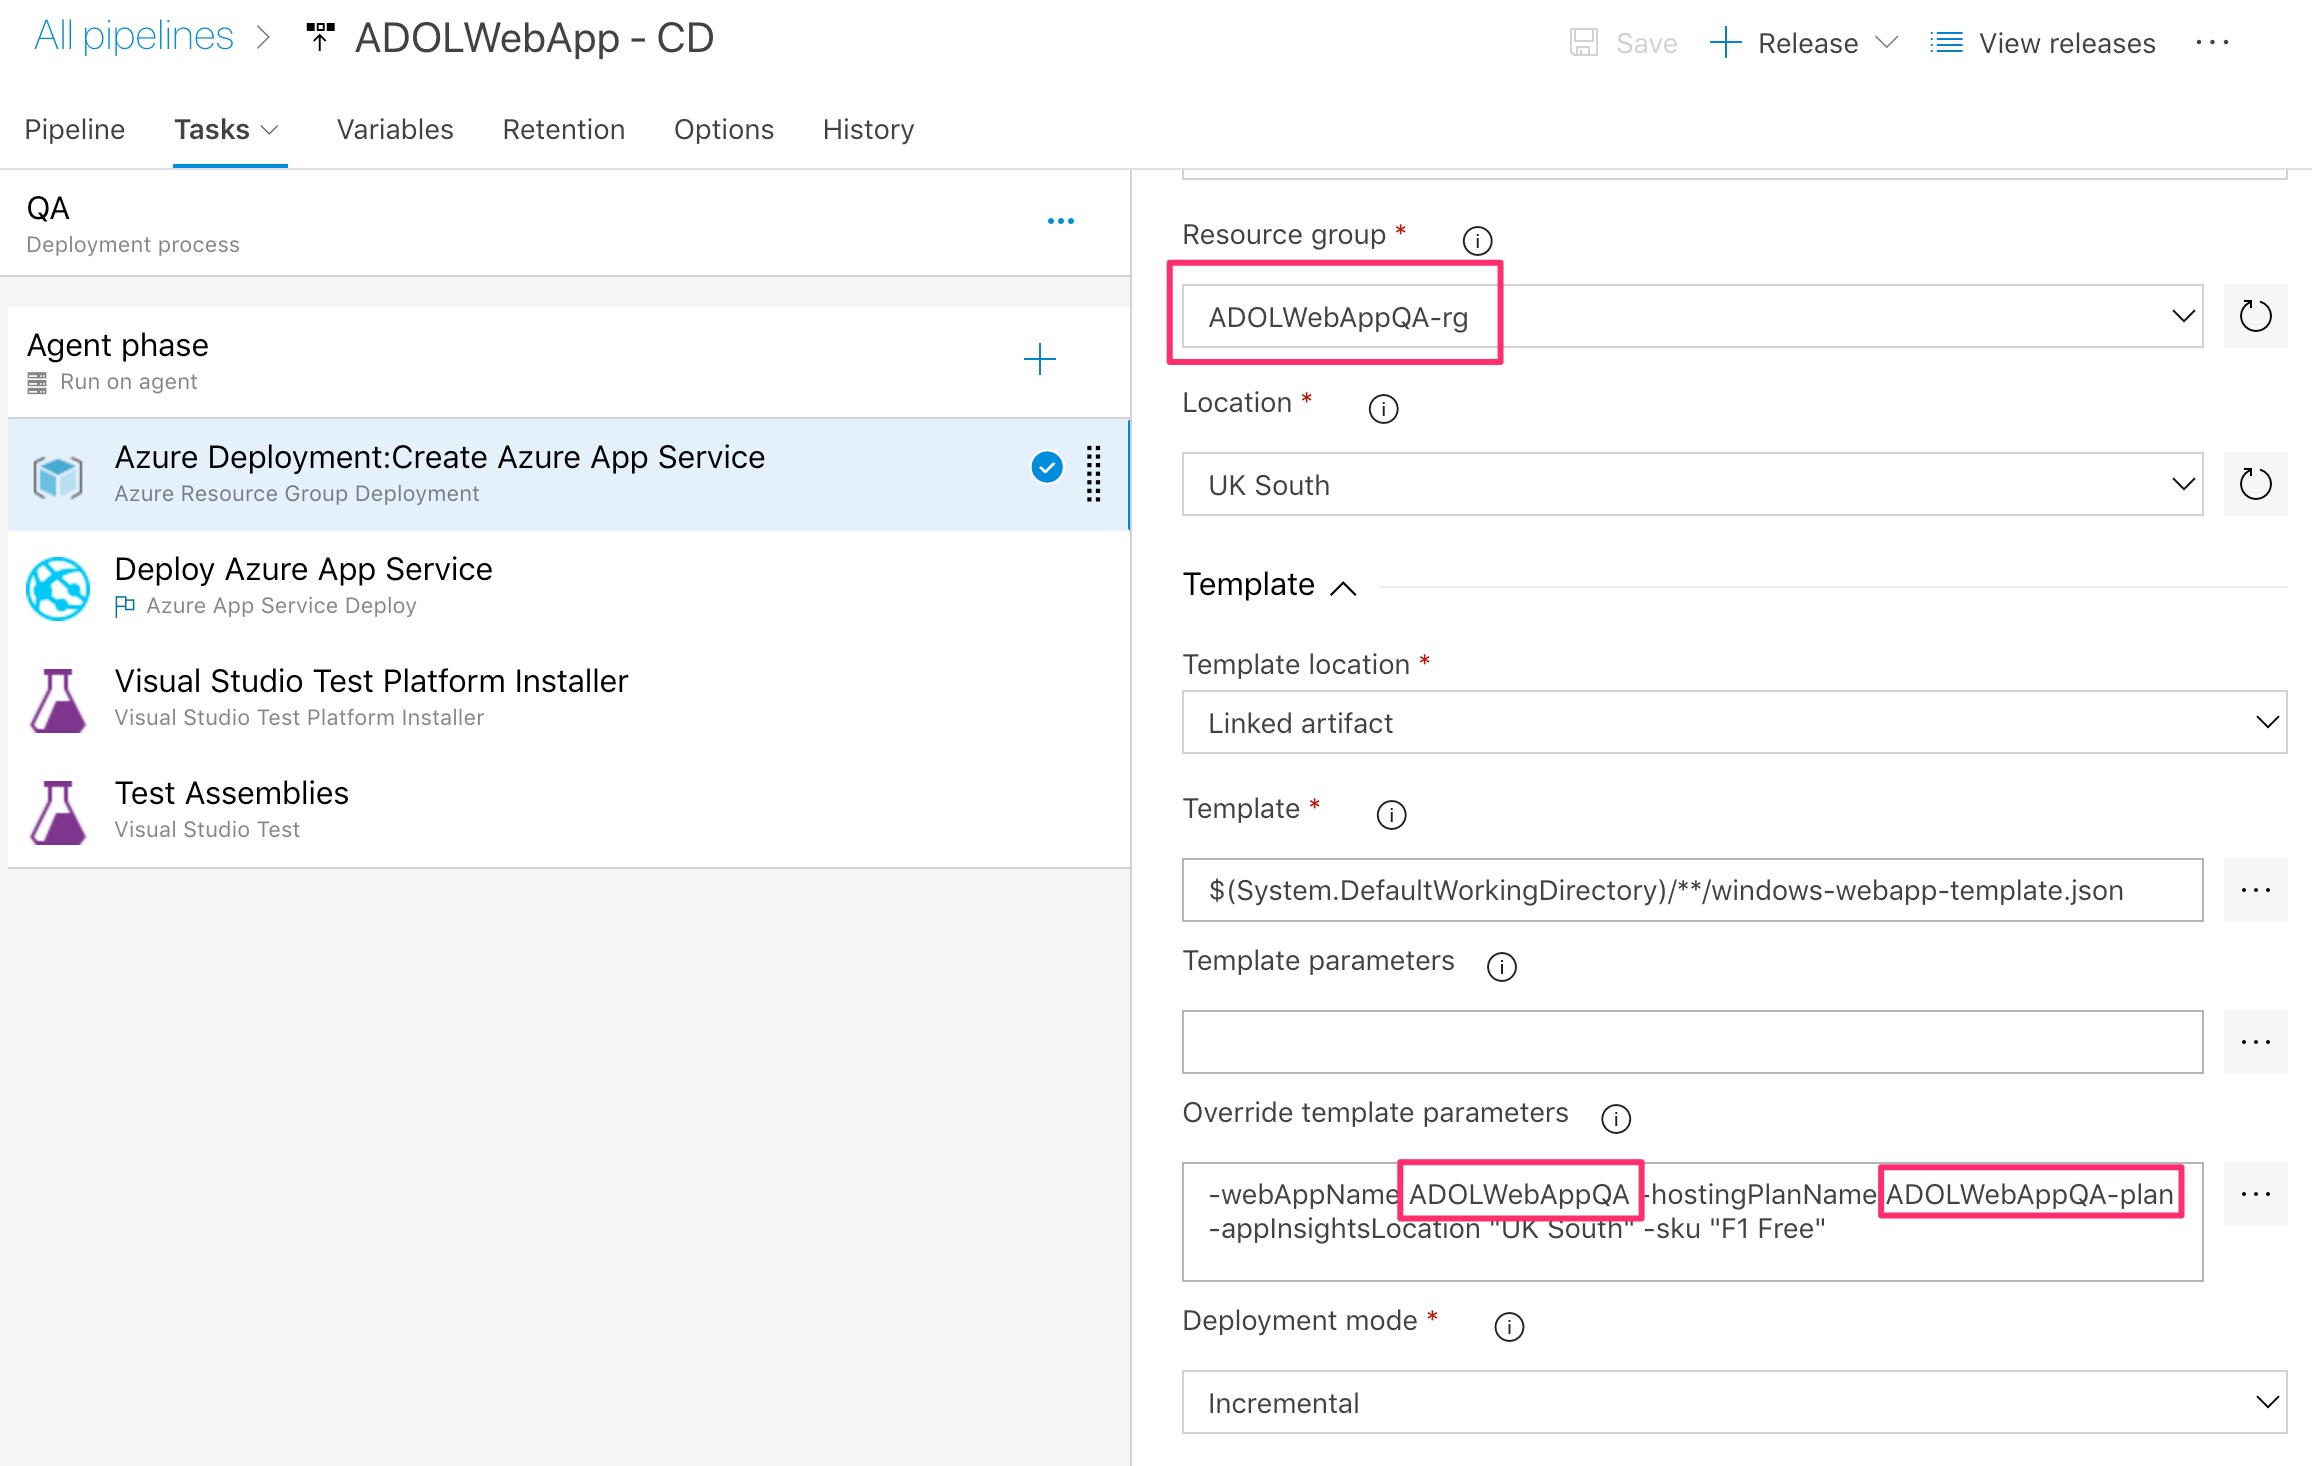 All pipelines > ADOLWebApp - CD
Save
Release
View releases
Pipeline
Tasks
Variables
Retention
Options
History
QA
Deployment process
Agent phase
Run on agent
Azure Deployment:Create Azure App Service
Azure Resource Group Deployment
Deploy Azure App Service
Azure App Service Deploy
Visual Studio Test Platform Installer
Visual Studio Test Platform Installer
Test Assemblies
Visual Studio Test
Resource group *
ADOLWebAppQA-rg
Location *
UK South
Template
Template location *
Linked artifact
Template *
$(System.DefaultWorkingDirectory)/**/windows-webapp-template.json
Template parameters
Override template parameters
-webAppName ADOLWebAppQA -hostingPlanName ADOLWebAppQA-plan
-appInsightsLocation "UK South" -sku "F1 Free"
Deployment mode *
Incremental